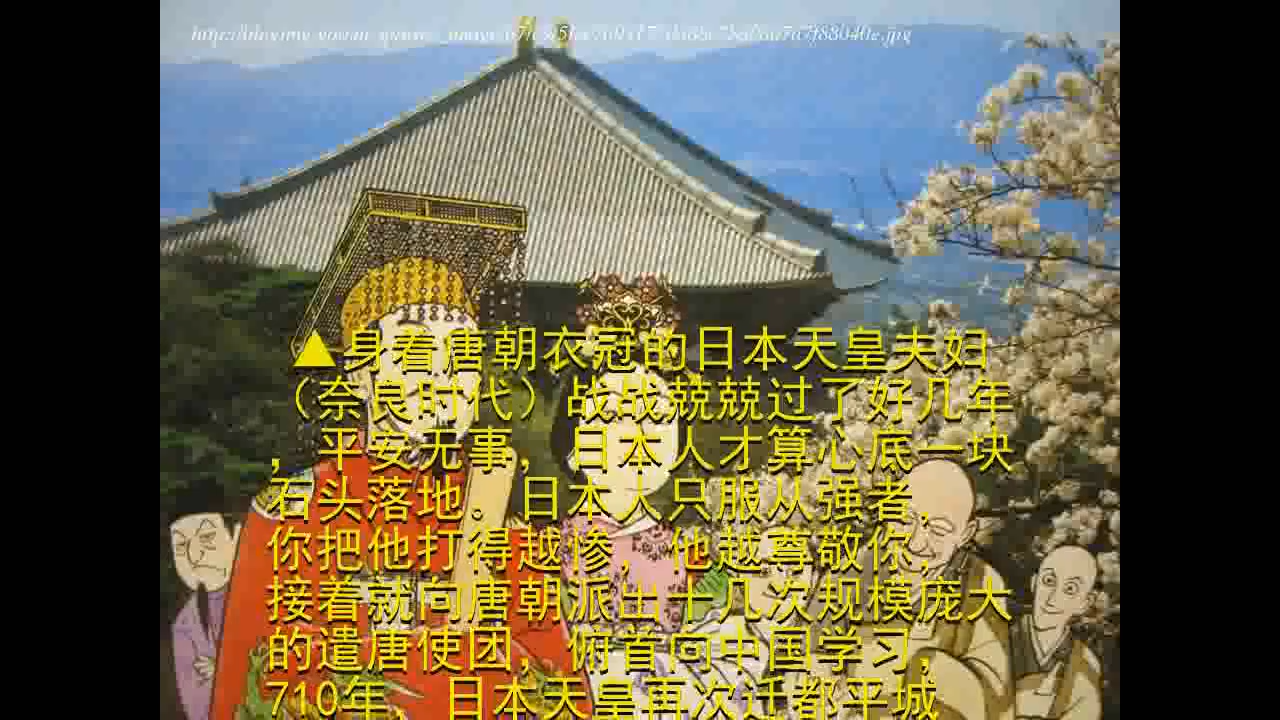 ▲身着唐朝衣冠的日本天皇夫妇
（奈良时代）战战兢兢过了好几年
，平安无事，日本人才算心底一块
石头落地。日本人只服从强者，
你把他打得越惨，他越尊敬你，
接着就向唐朝派出十几次规模庞大
的遣唐使团，俯首向中国学习，
710年，日本天皇再次迁都平城